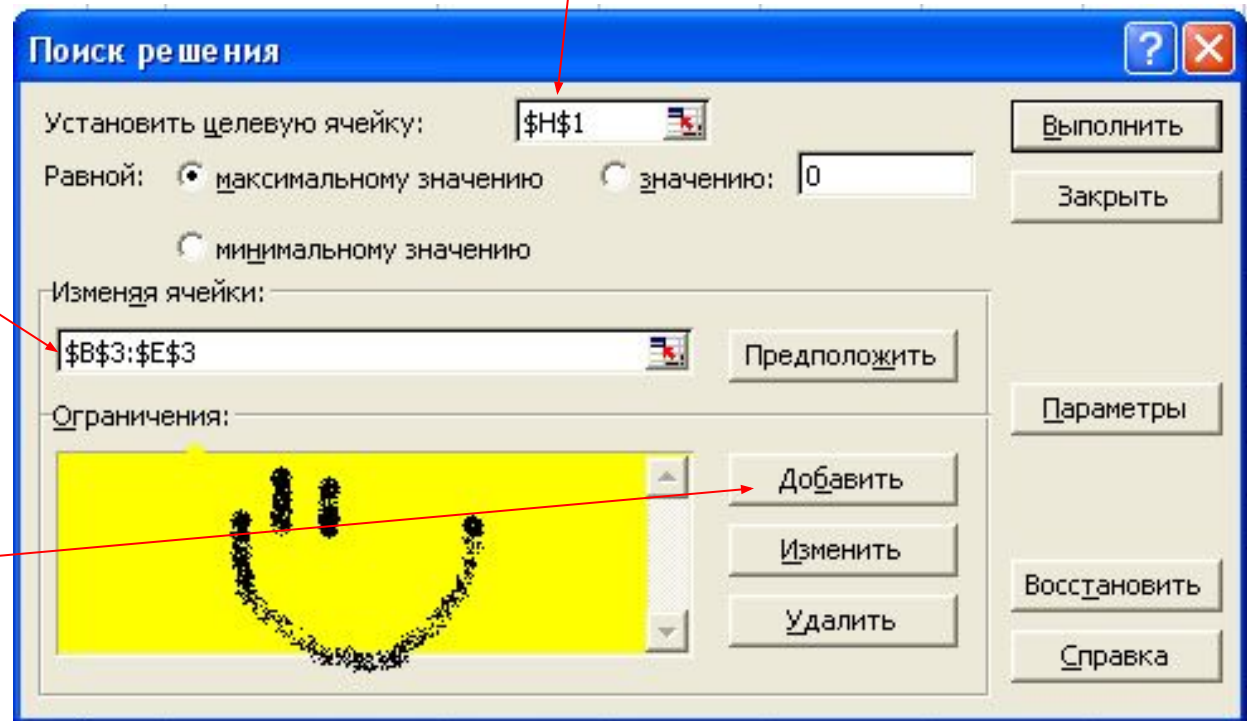 Поиск решения
Установить целевую ячейку: $H$1
Выполнить
Равной: максимальному значению значению: 0
Закрыть
минимальному значению
Изменяя ячейки:
$B$3:$E$3 Предположить
Ограничения:
Параметры
Добавить
Изменить
Восстановить
Удалить
Справка